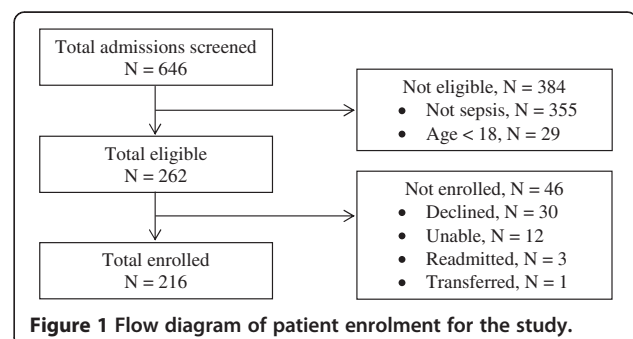 Total admissions screened
N = 646
Not eligible, N = 384
• Not sepsis, N = 355
• Age < 18, N = 29
Total eligible
N = 262
Not enrolled, N = 46
• Declined, N = 30
• Unable, N = 12
• Readmitted, N = 3
• Transferred, N = 1
Total enrolled
N = 216
Figure 1 Flow diagram of patient enrolment for the study.